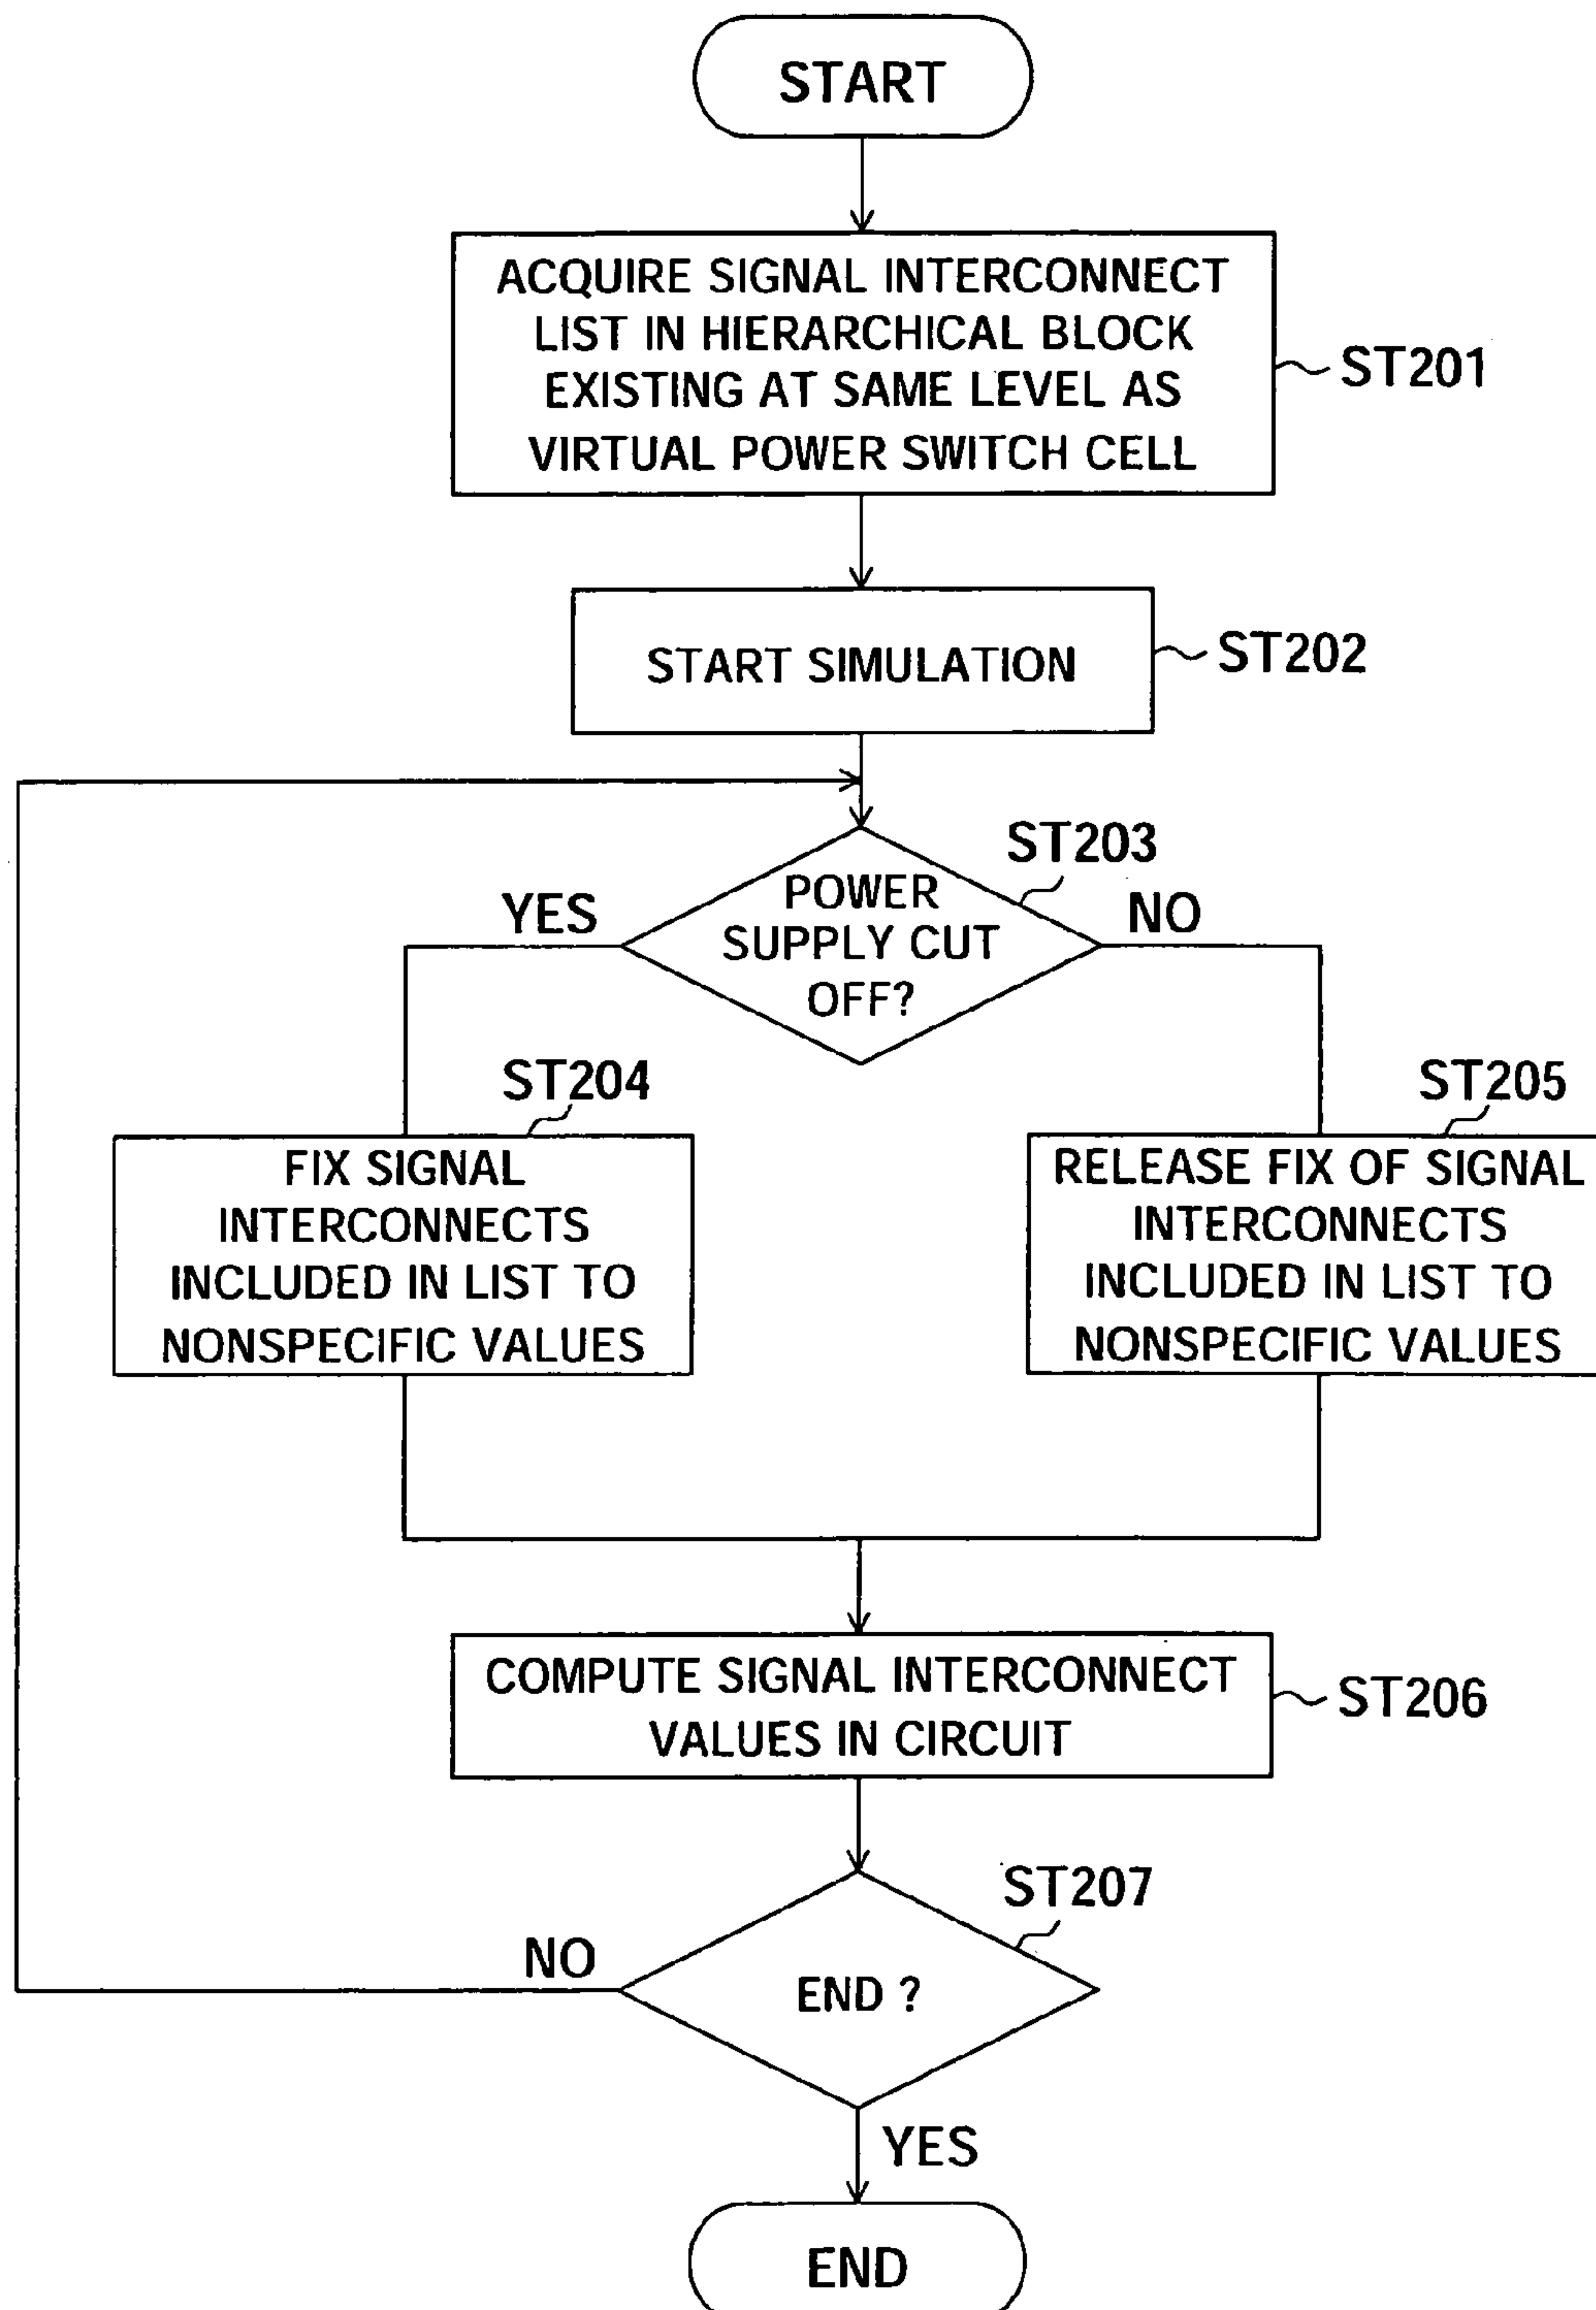 START
ACQUIRE SIGNAL INTERCONNECT
LIST IN HIERARCHICAL BLOCK
EXISTING AT SAME LEVEL AS
VIRTUAL POWER SWITCH CELL
ST201
START SIMULATION
ST202
ST203
YES
POWER
SUPPLY CUT
OFF?
NO
ST204
FIX SIGNAL
INTERCONNECTS
INCLUDED IN LIST TO
NONSPECIFIC VALUES
ST205
RELEASE FIX OF SIGNAL
INTERCONNECTS
INCLUDED IN LIST TO
NONSPECIFIC VALUES
COMPUTE SIGNAL INTERCONNECT
VALUES IN CIRCUIT
ST206
ST207
NO
END ?
YES
END